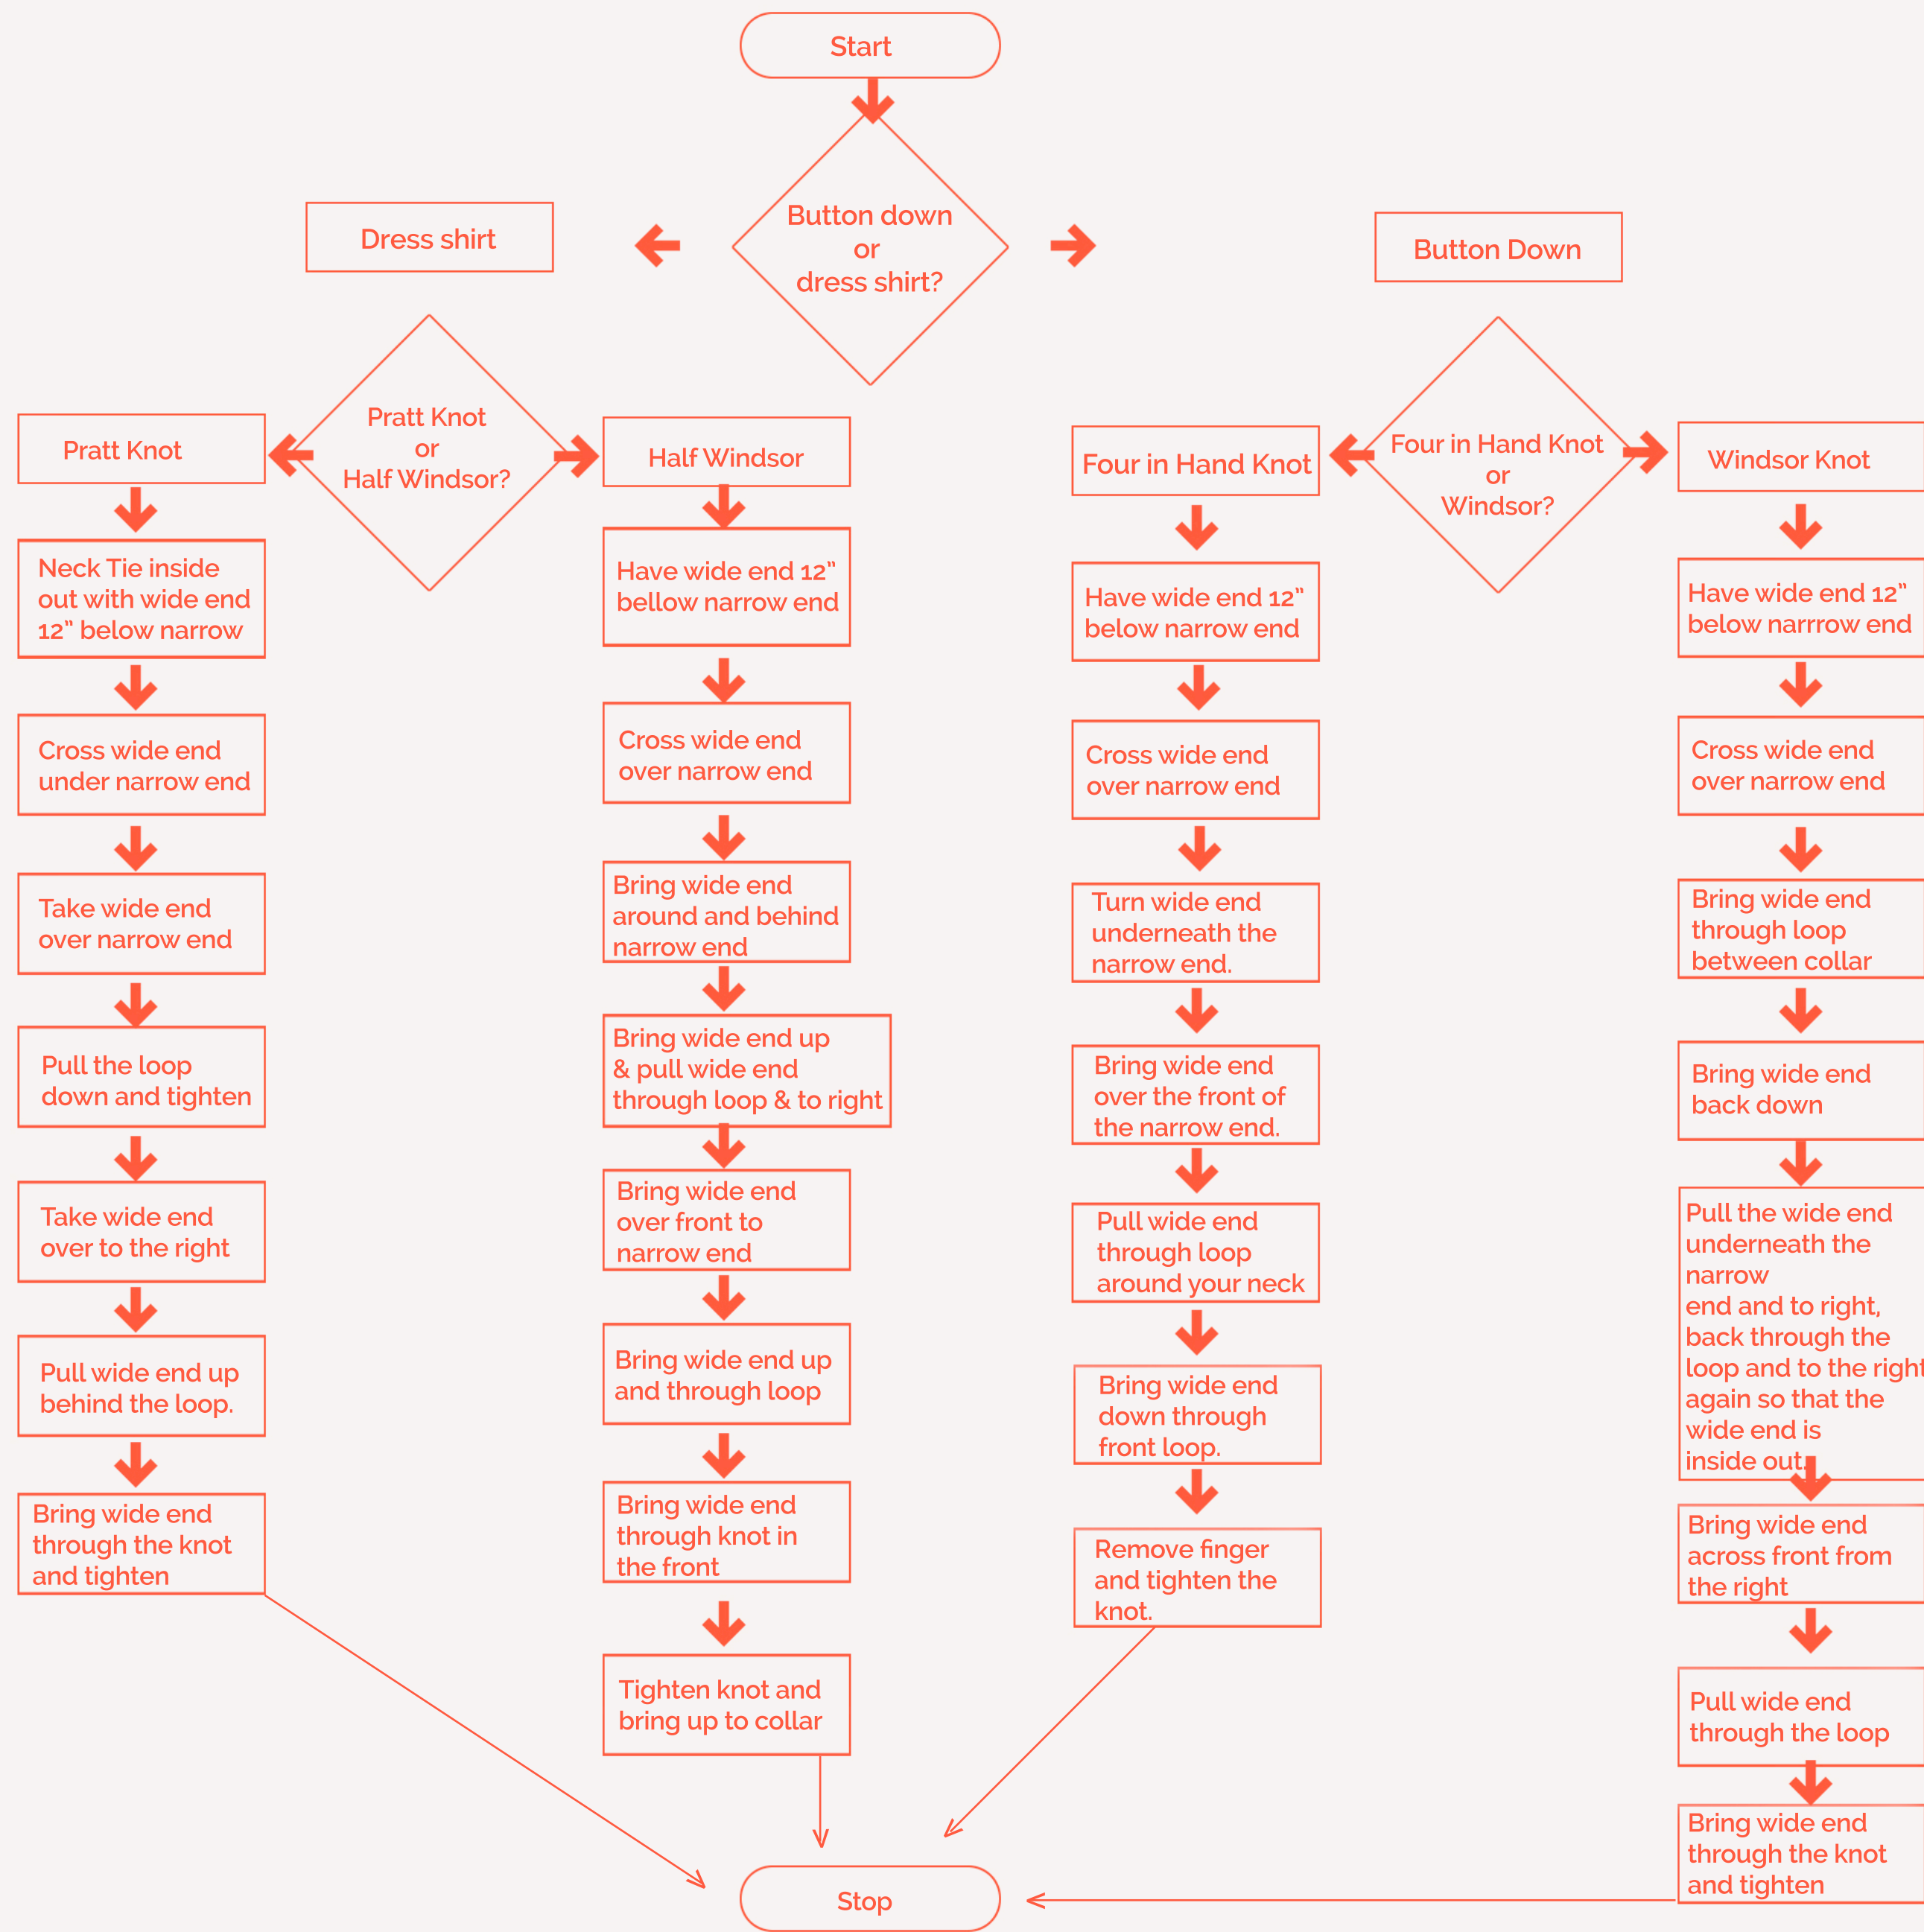 Start
Button down
or
dress shirt?
Dress shirt
Button Down
Pratt Knot
or
Half Windsor?
Four in Hand Knot
or
Windsor?
Pratt Knot
Neck Tie inside
out with wide end
12” below narrow
Cross wide end
under narrow end
Take wide end
over narrow end
Pull the loop
down and tighten
Take wide end
over to the right
Pull wide end up
behind the loop.
Bring wide end
through the knot
and tighten
Half Windsor
Have wide end 12”
bellow narrow end
Cross wide end
over narrow end
Bring wide end
around and behind
narrow end
Bring wide end up
& pull wide end
through loop & to right
Bring wide end
over front to
narrow end
Bring wide end up
and through loop
Bring wide end
through knot in
the front
Tighten knot and
bring up to collar
Four in Hand Knot
Have wide end 12”
below narrow end
Cross wide end
over narrow end
Turn wide end
underneath the
narrow end.
Bring wide end
over the front of
the narrow end.
Pull wide end
through loop
around your neck
Bring wide end
down through
front loop.
Remove finger
and tighten the
knot.
Windsor Knot
Have wide end 12”
below narrrow end
Cross wide end
over narrow end
Bring wide end
through loop
between collar
Bring wide end
back down
Pull the wide end
underneath the
narrow
end and to right,
back through the
loop and to the right
again so that the
wide end is
inside out.
Bring wide end
across front from
the right
Pull wide end
through the loop
Bring wide end
through the knot
and tighten
Stop